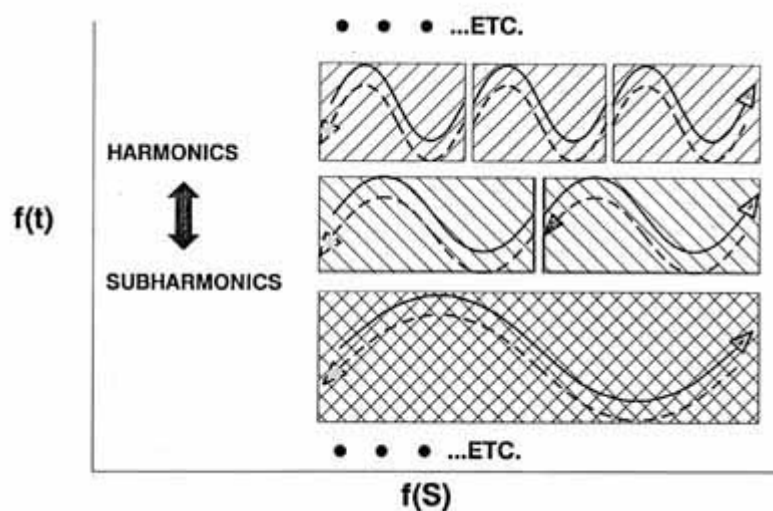 • • • ...ETC.
HARMONICS
f(t)
SUBHARMONICS
• • • ...ETC.
f(S)